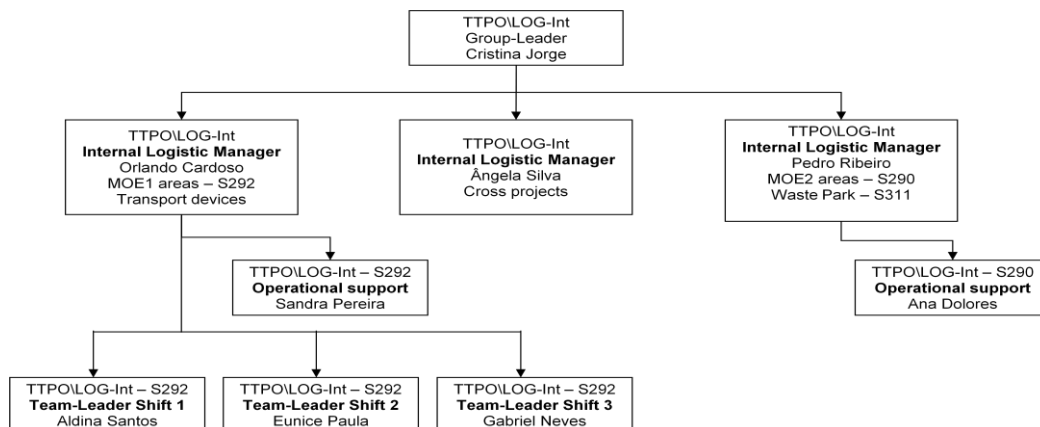 TTPO\LOG-Int
Group-Leader
Cristina Jorge
TTPO\LOG-Int
Internal Logistic Manager
Orlando Cardoso
MOE1 areas – S292
Transport devices
TTPO\LOG-Int
Internal Logistic Manager
Ângela Silva
Cross projects
TTPO\LOG-Int
Internal Logistic Manager
Pedro Ribeiro
MOE2 areas – S290
Waste Park – S311
TTPO\LOG-Int – S292
Operational support
Sandra Pereira
TTPO\LOG-Int – S290
Operational support
Ana Dolores
TTPO\LOG-Int – S292
Team-Leader Shift 1
Aldina Santos
TTPO\LOG-Int – S292
Team-Leader Shift 2
Eunice Paula
TTPO\LOG-Int – S292
Team-Leader Shift 3
Gabriel Neves